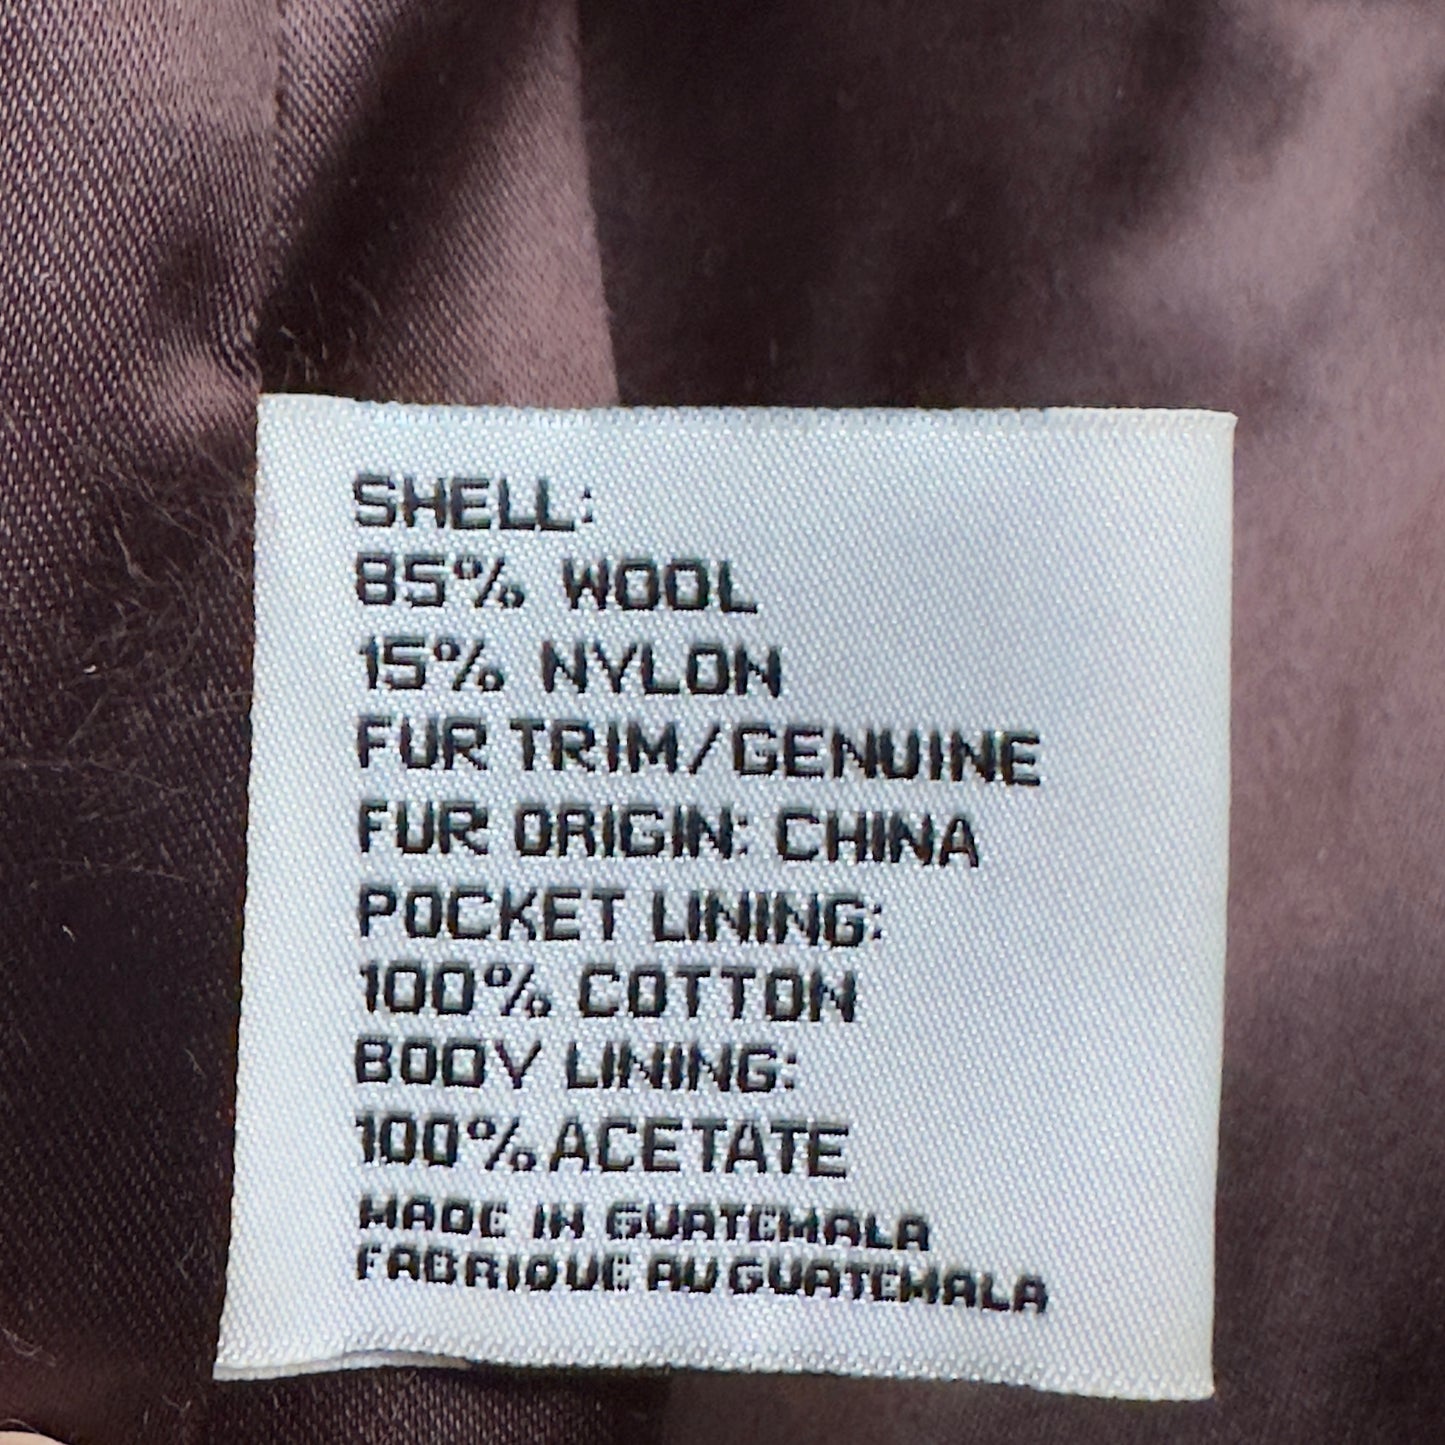 SHELL:
85% WOOL
15% NYLON
FUR TRIM/GENUINE
FUR ORIGIN: CHINA
POCKET LINING:
100% COTTON
BODY LINING:
100% ACETATE
MADE IN GUATEMALA
FABRIQUE AU GUATEMALA